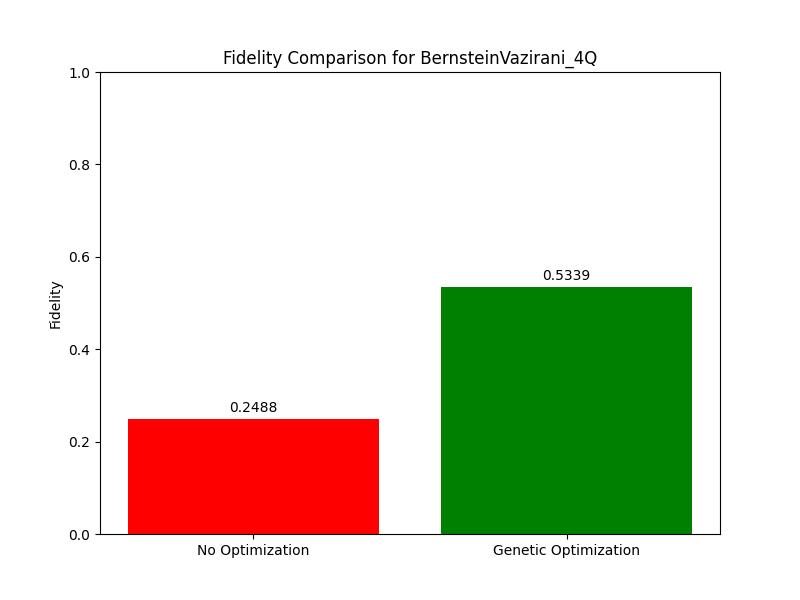 Fidelity Comparison for BernsteinVazirani_4Q
1.0
0.8
0.6
0.4
0.2
0.0
Fidelity
0.2488
0.5339
No Optimization
Genetic Optimization